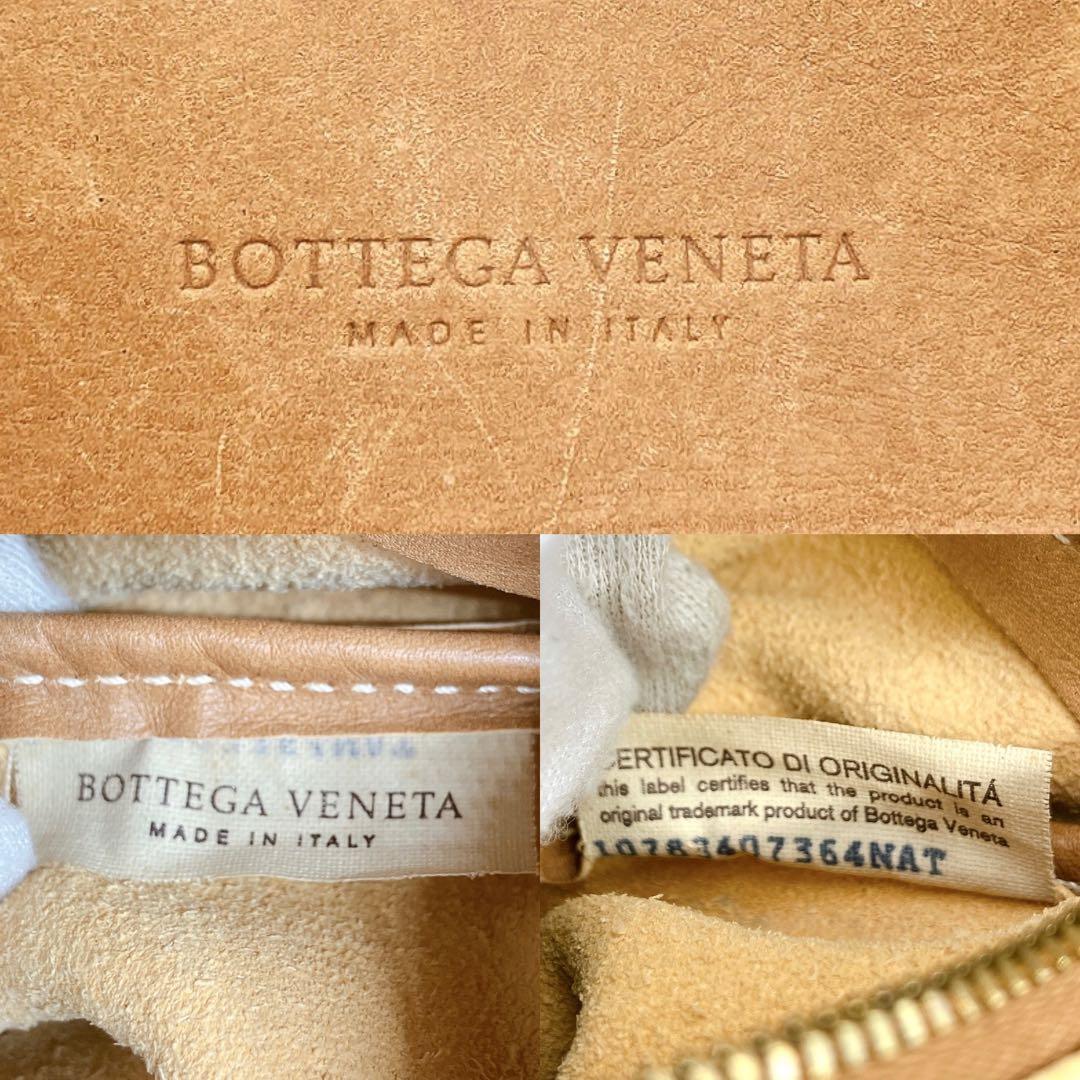 BOTTEGA VENETA
MADE IN ITALY
BOTTEGA VENETA
MADE IN ITALY
CERTIFICATO DI ORIGINALITÁ
this label certifies that the product is an
original trademark product of Bottega Veneta
10783407364NAT